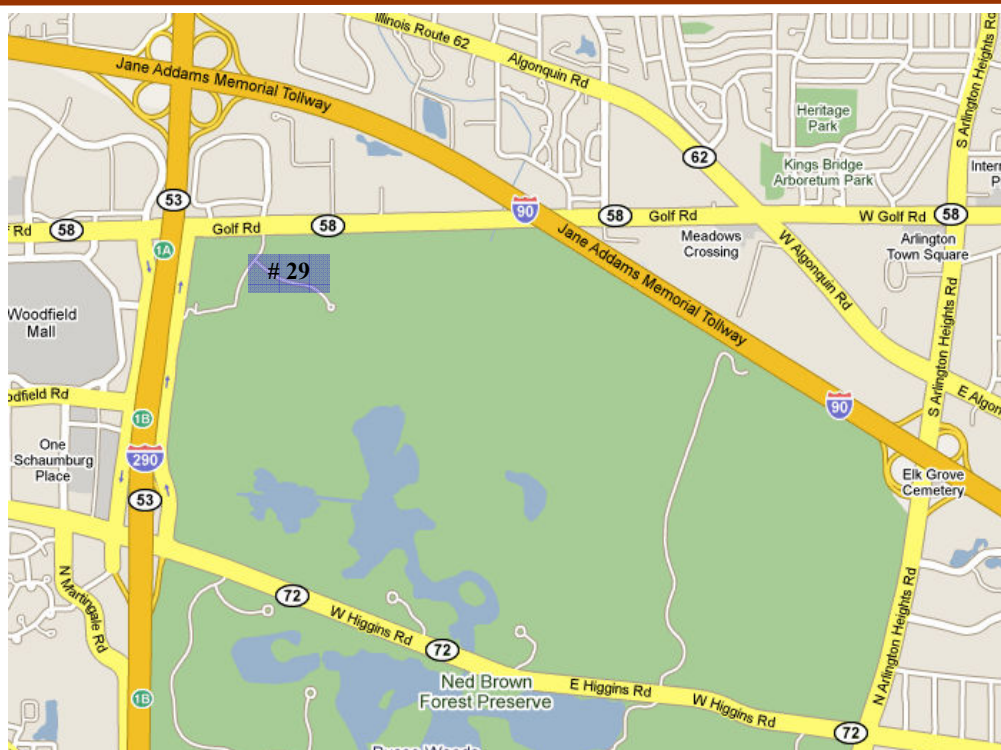 Illinois Route 62
Algonquin Rd
S Arlington Heights Rd
Jane Addams Memorial Tollway
Heritage
Park
62
Kings Bridge
Arboretum Park
53
90
58
Golf Rd
58
W Golf Rd
58
58
Golf Rd
Rd
1A
Meadows
Crossing
Arlington
Town Square
Jane Addams Memorial Tollway
W Algonquin Rd
# 29
Woodfield
Mall
S Arlington Heights Rd
90
1B
One
Schaumburg
Place
290
53
Elk Grove
Cemetery
N Martingale Rd
72
W Higgins Rd
72
N Arlington Heights Rd
Ned Brown
Forest Preserve
E Higgins Rd
W Higgins Rd
72
1B